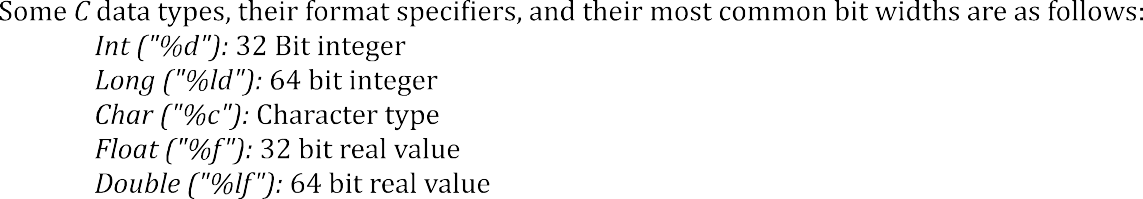 Some C data types, their format specifiers, and their most common bit widths are as follows:
Int ("%d"): 32 Bit integer
Long ("%ld"): 64 bit integer
Char ("%c"): Character type
Float ("%f"): 32 bit real value
Double ("%lf"): 64 bit real value